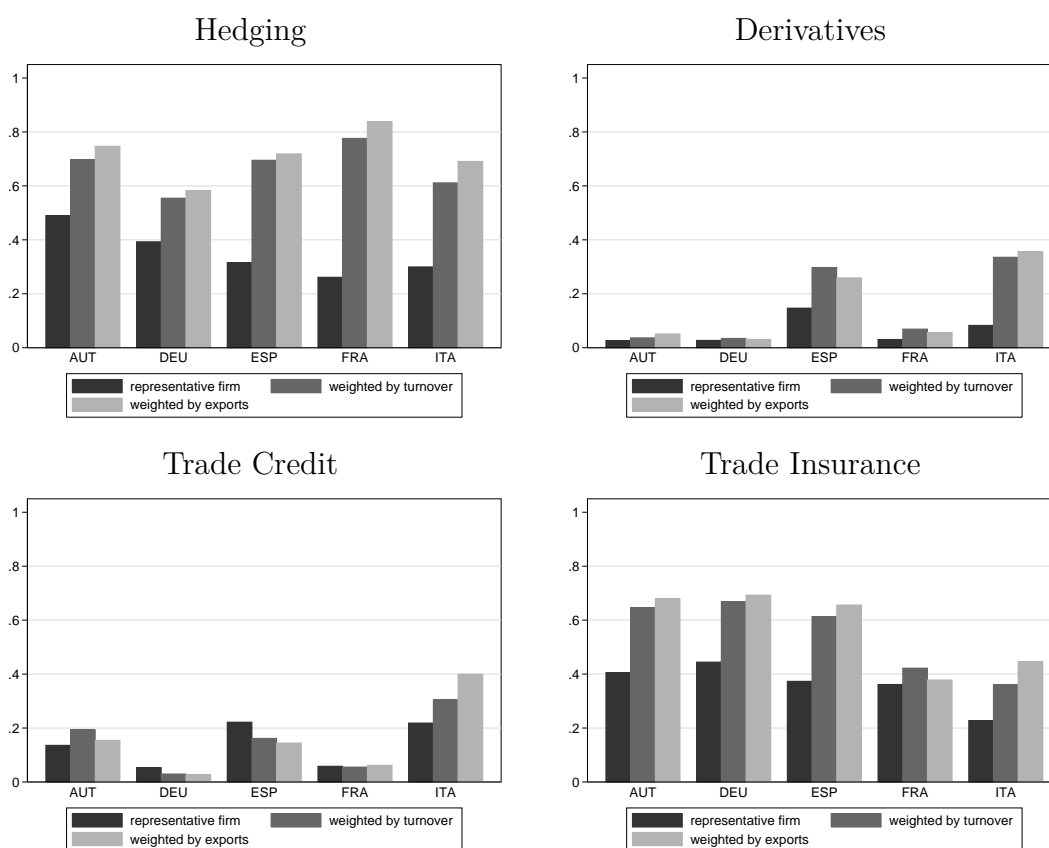 Hedging
1
.8
.6
.4
.2
0
AUT DEU ESP FRA ITA
representative firm weighted by turnover
weighted by exports
Derivatives
1
.8
.6
.4
.2
0
AUT DEU ESP FRA ITA
representative firm weighted by turnover
weighted by exports
Trade Credit
1
.8
.6
.4
.2
0
AUT DEU ESP FRA ITA
representative firm weighted by turnover
weighted by exports
Trade Insurance
1
.8
.6
.4
.2
0
AUT DEU ESP FRA ITA
representative firm weighted by turnover
weighted by exports